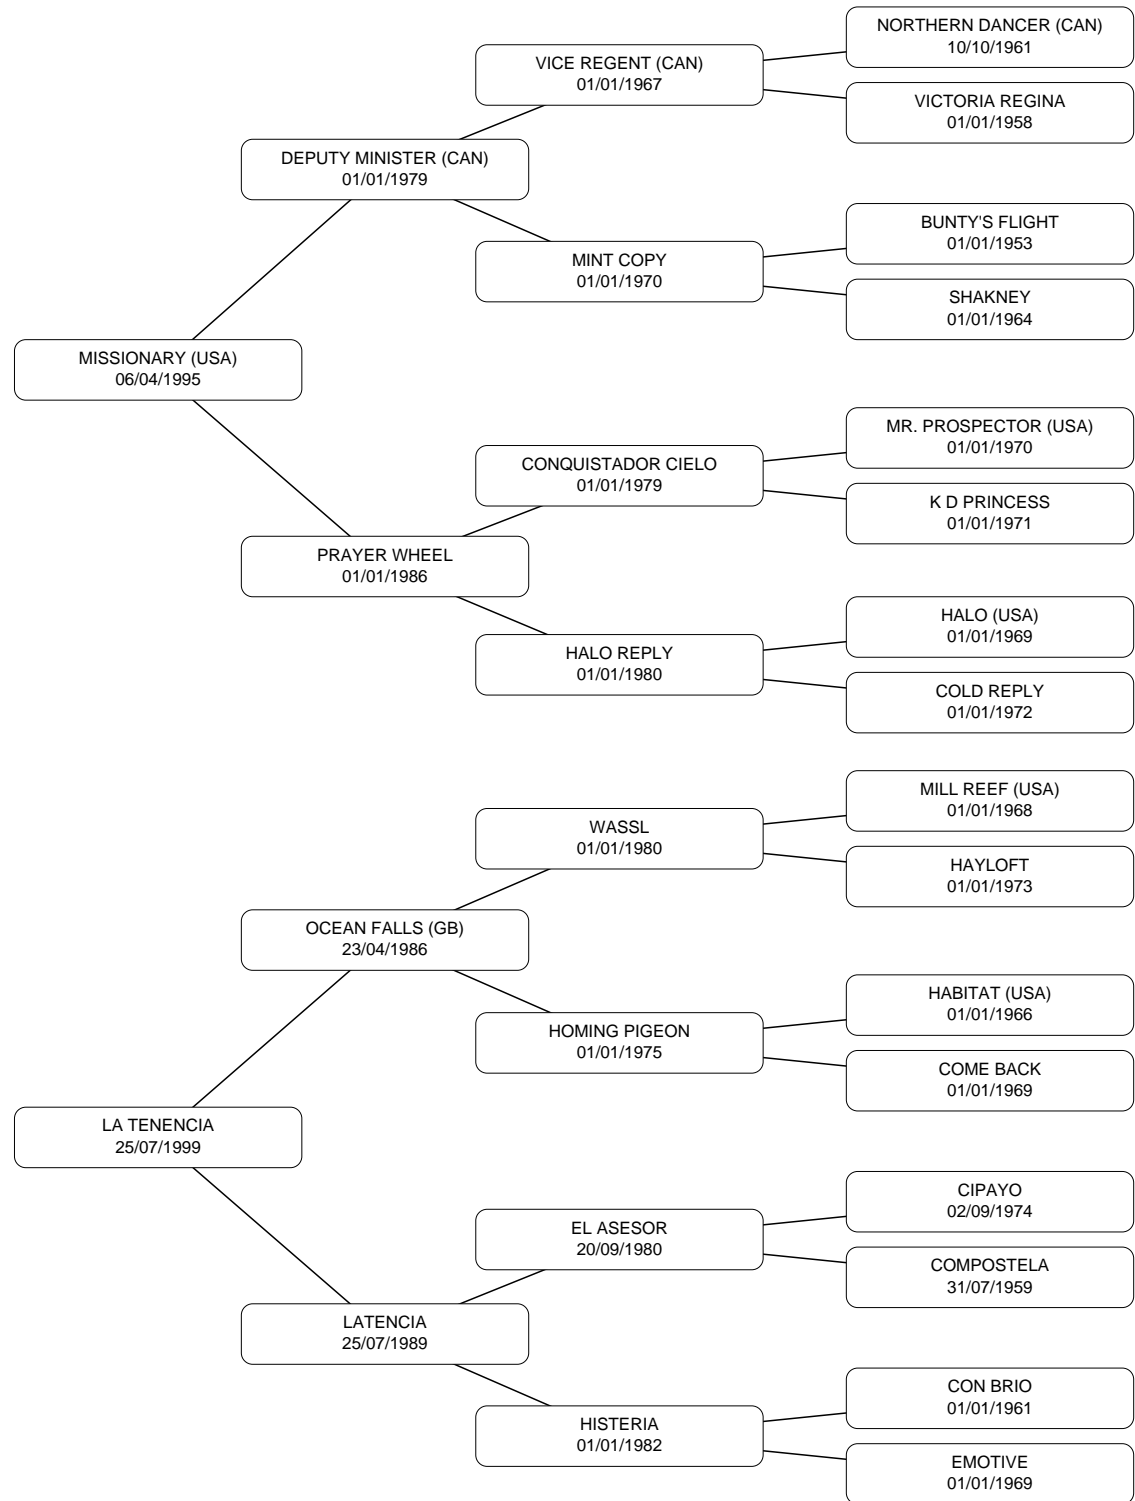 NORTHERN DANCER (CAN)
10/10/1961
VICE REGENT (CAN)
01/01/1967
VICTORIA REGINA
01/01/1958
DEPUTY MINISTER (CAN)
01/01/1979
BUNTY'S FLIGHT
01/01/1953
MINT COPY
01/01/1970
SHAKNEY
01/01/1964
MISSIONARY (USA)
06/04/1995
MR. PROSPECTOR (USA)
01/01/1970
CONQUISTADOR CIELO
01/01/1979
K D PRINCESS
01/01/1971
PRAYER WHEEL
01/01/1986
HALO (USA)
01/01/1969
HALO REPLY
01/01/1980
COLD REPLY
01/01/1972
MILL REEF (USA)
01/01/1968
WASSL
01/01/1980
HAYLOFT
01/01/1973
OCEAN FALLS (GB)
23/04/1986
HABITAT (USA)
01/01/1966
HOMING PIGEON
01/01/1975
COME BACK
01/01/1969
LA TENENCIA
25/07/1999
CIPAYO
02/09/1974
EL ASESOR
20/09/1980
COMPOSTELA
31/07/1959
LATENCIA
25/07/1989
CON BRIO
01/01/1961
HISTERIA
01/01/1982
EMOTIVE
01/01/1969